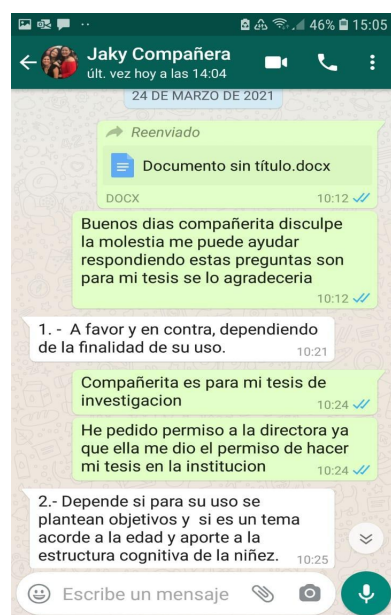 46% 15:05
Jaky Compañera
últ. vez hoy a las 14:04
24 DE MARZO DE 2021
Reenviado
Documento sin título.docx
DOCX 10:12
Buenos dias compañerita disculpe
la molestia me puede ayudar
respondiendo estas preguntas son
para mi tesis se lo agradeceria
10:12
1. - A favor y en contra, dependiendo
de la finalidad de su uso. 10:21
Compañerita es para mi tesis de
investigacion 10:24
He pedido permiso a la directora ya
que ella me dio el permiso de hacer
mi tesis en la institucion 10:24
2.- Depende si para su uso se
plantean objetivos y si es un tema
acorde a la edad y aporte a la
estructura cognitiva de la niñez. 10:25
Escribe un mensaje